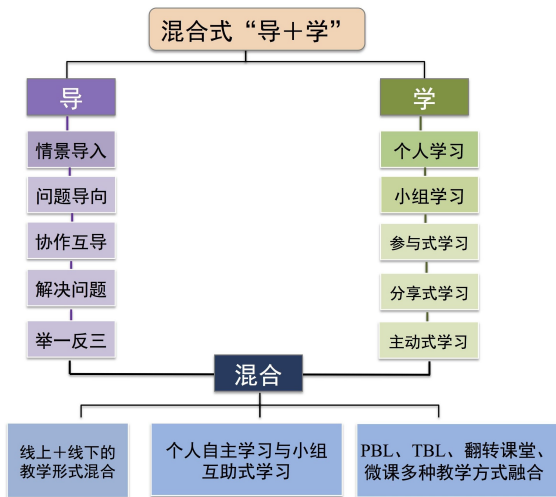 混合式“导＋学”
导
学
情景导入
个人学习
问题导向
小组学习
协作互导
参与式学习
解决问题
分享式学习
举一反三
主动式学习
混合
线上＋线下的
教学形式混合
个人自主学习与小组
互助式学习
PBL、TBL、翻转课堂、
微课多种教学方式融合